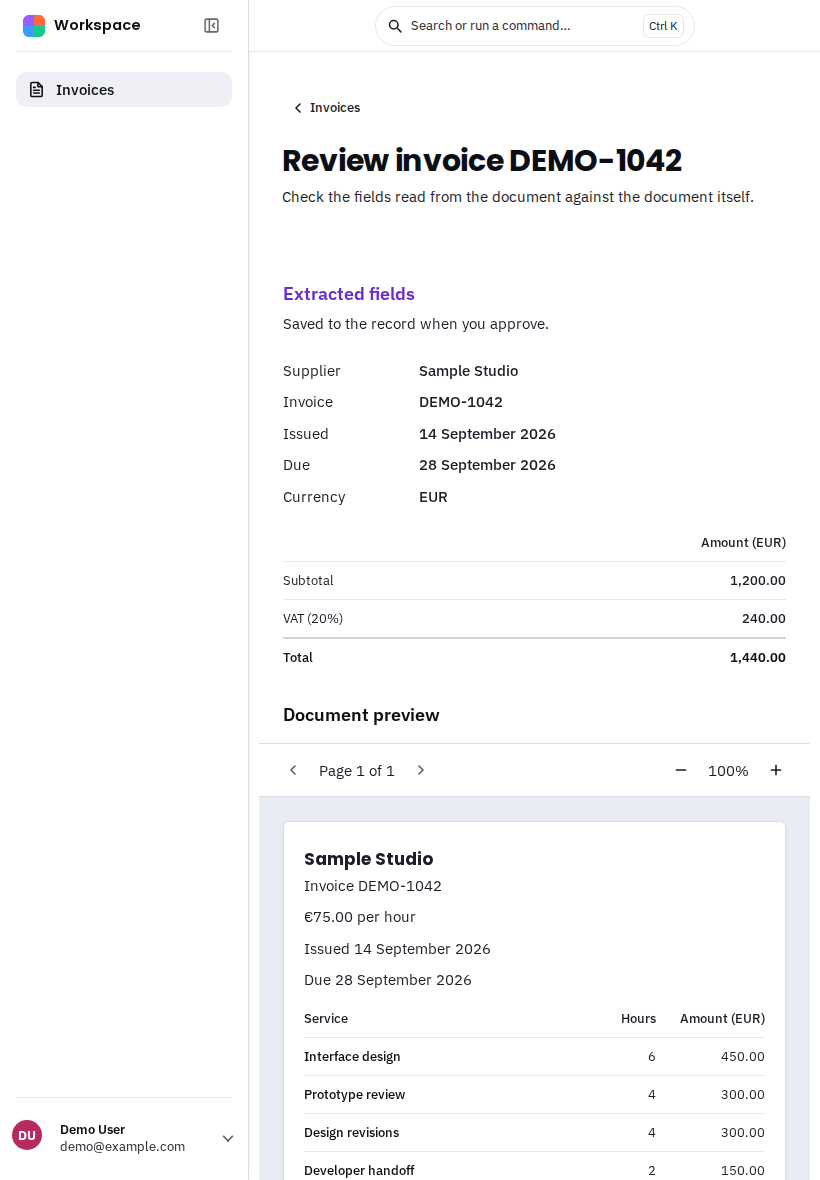 Workspace
Search or run a command...
Ctrl K
Invoices
Invoices
Review invoice DEMO-1042
Check the fields read from the document against the document itself.
Extracted fields
Saved to the record when you approve.
Supplier Sample Studio
Invoice DEMO-1042
Issued 14 September 2026
Due 28 September 2026
Currency EUR
Amount (EUR)
Subtotal 1,200.00
VAT (20%) 240.00
Total 1,440.00
Document preview
Page 1 of 1 100%
Sample Studio
Invoice DEMO-1042
€75.00 per hour
Issued 14 September 2026
Due 28 September 2026
Service Hours Amount (EUR)
Interface design 6 450.00
Prototype review 4 300.00
Design revisions 4 300.00
Developer handoff 2 150.00
DU
Demo User
demo@example.com